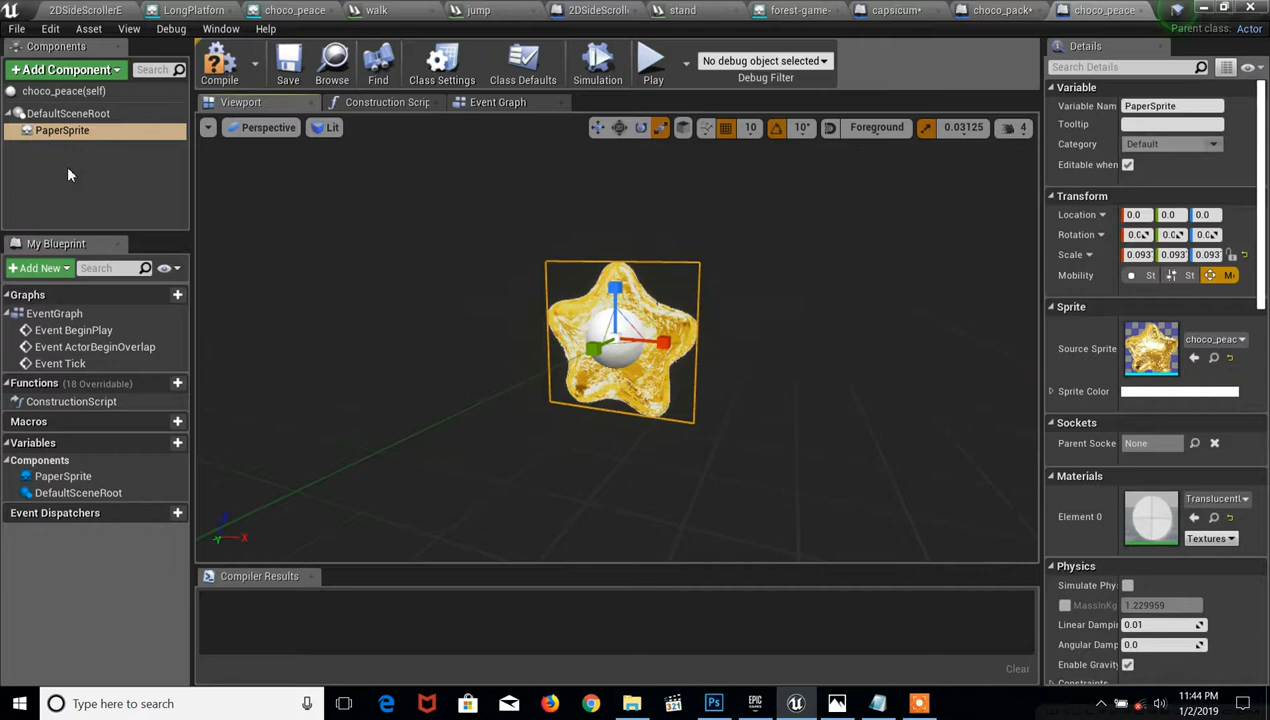 2DSideScrollerE
LongPlatforn
choco_peace
walk
jump
2DSideScrolle
stand
forest-game-
capsicum*
choco_pack*
choco_peace
File
Edit
Asset
View
Debug
Window
Help
Parent class: Actor
Components
+ Add Component
Search
choco_peace(self)
DefaultSceneRoot
PaperSprite
Compile
Save
Browse
Find
Class Settings
Class Defaults
Simulation
Play
No debug object selected
Debug Filter
Viewport
Construction Scrip
Event Graph
Perspective
Lit
10
10°
Foreground
0.03125
4
X
My Blueprint
+ Add New
Search
Graphs
EventGraph
Event BeginPlay
Event ActorBeginOverlap
Event Tick
Functions (18 Overridable)
ConstructionScript
Macros
Variables
Components
PaperSprite
DefaultSceneRoot
Event Dispatchers
Compiler Results
Clear
Details
Search Details
Variable
Variable Nam PaperSprite
Tooltip
Category Default
Editable when
Transform
Location 0.0 0.0 0.0
Rotation 0.0 0.0 0.0
Scale 0.093 0.093 0.093
Mobility St St M
Sprite
Source Sprite choco_peac
Sprite Color
Sockets
Parent Socke None
Materials
Element 0 TranslucentL
Textures
Physics
Simulate Phy
MassInKg 1.229959
Linear Dampin 0.01
Angular Damp 0.0
Enable Gravity
Constraints
Type here to search
Ps
EPIC GAMES
11:44 PM
1/2/2019